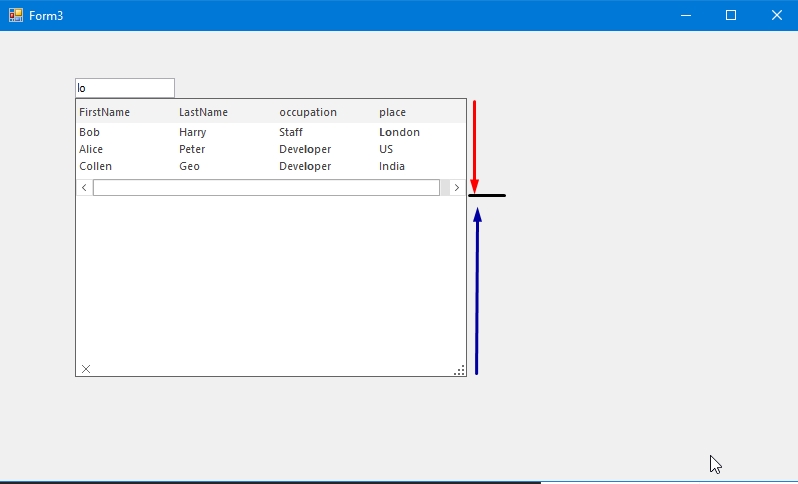 Form3
lo
FirstName LastName occupation place
Bob Harry Staff London
Alice Peter Developer US
Collen Geo Developer India